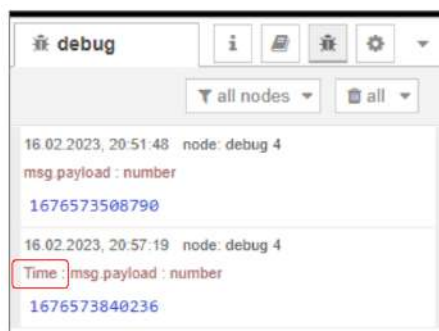 debug
i
all nodes
all
16.02.2023, 20:51:48 node: debug 4
msg.payload : number
1676573508790
16.02.2023, 20:57:19 node: debug 4
Time : msg.payload : number
1676573840236